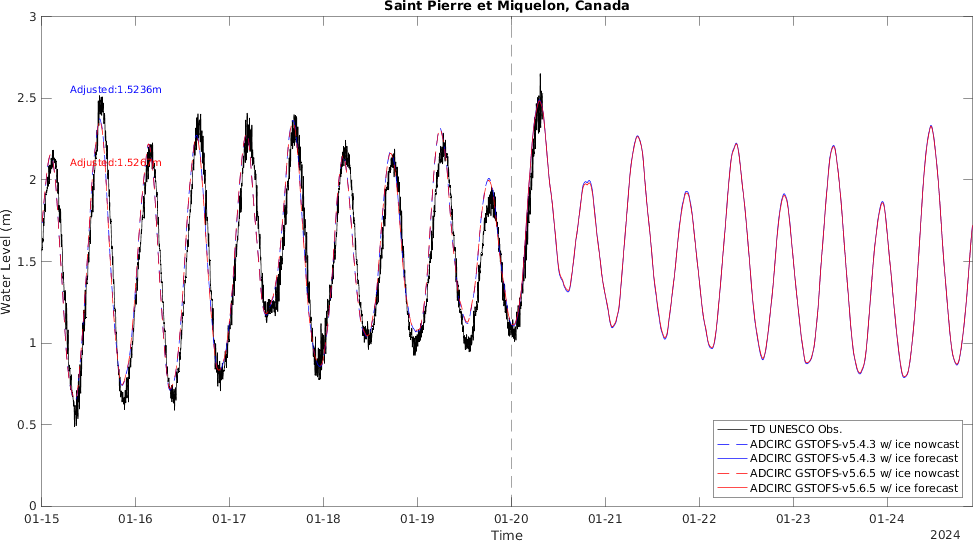 Saint Pierre et Miquelon, Canada
3
2.5
2
1.5
1
0.5
0
Water Level (m)
Adjusted:1.5236m
01-15
01-16
01-17
01-18
01-19
01-20
01-21
01-22
01-23
01-24
Time
2024
TD UNESCO Obs.
ADCIRC GSTOFS-v5.4.3 w/ ice nowcast
ADCIRC GSTOFS-v5.4.3 w/ ice forecast
ADCIRC GSTOFS-v5.6.5 w/ ice nowcast
ADCIRC GSTOFS-v5.6.5 w/ ice forecast